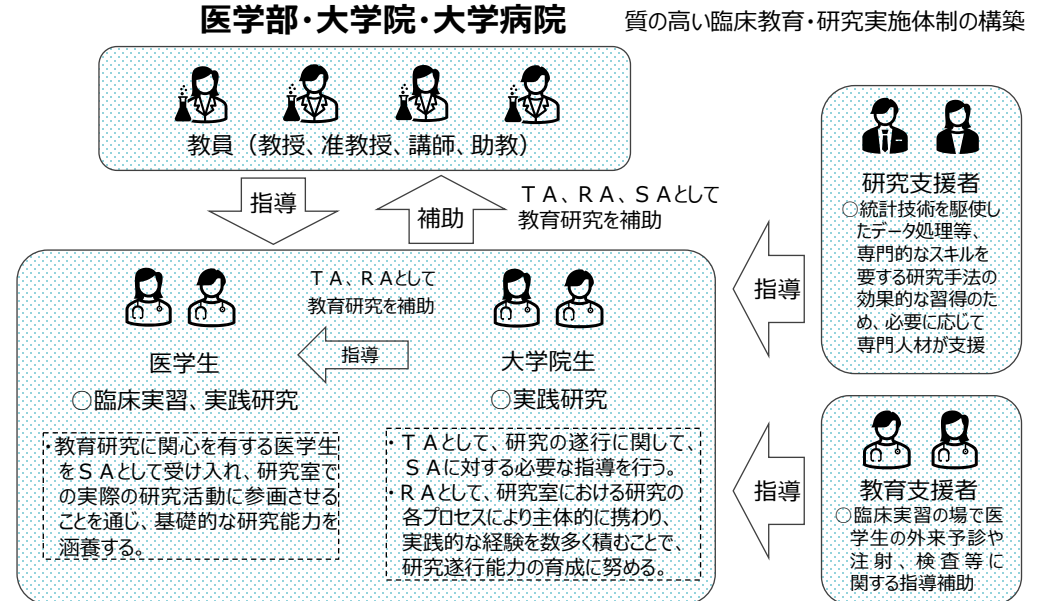 医学部・大学院・大学病院
質の高い臨床教育・研究実施体制の構築
教員（教授、准教授、講師、助教）
指導
補助
ＴＡ、ＲＡ、ＳＡとして
教育研究を補助
ＴＡ、ＲＡとして
教育研究を補助
指導
医学生
○臨床実習、実践研究
・教育研究に関心を有する医学生
をＳＡとして受け入れ、研究室で
の実際の研究活動に参画させる
ことを通じ、基礎的な研究能力を
涵養する。
大学院生
○実践研究
・ＴＡとして、研究の遂行に関して、
ＳＡに対する必要な指導を行う。
・ＲＡとして、研究室における研究の
各プロセスにより主体的に携わり、
実践的な経験を数多く積むことで、
研究遂行能力の育成に努める。
指導
研究支援者
○統計技術を駆使し
たデータ処理等、
専門的なスキルを
要する研究手法の
効果的な習得のた
め、必要に応じて
専門人材が支援
指導
教育支援者
○臨床実習の場で医
学生の外来予診や
注射、検査等に
関する指導補助